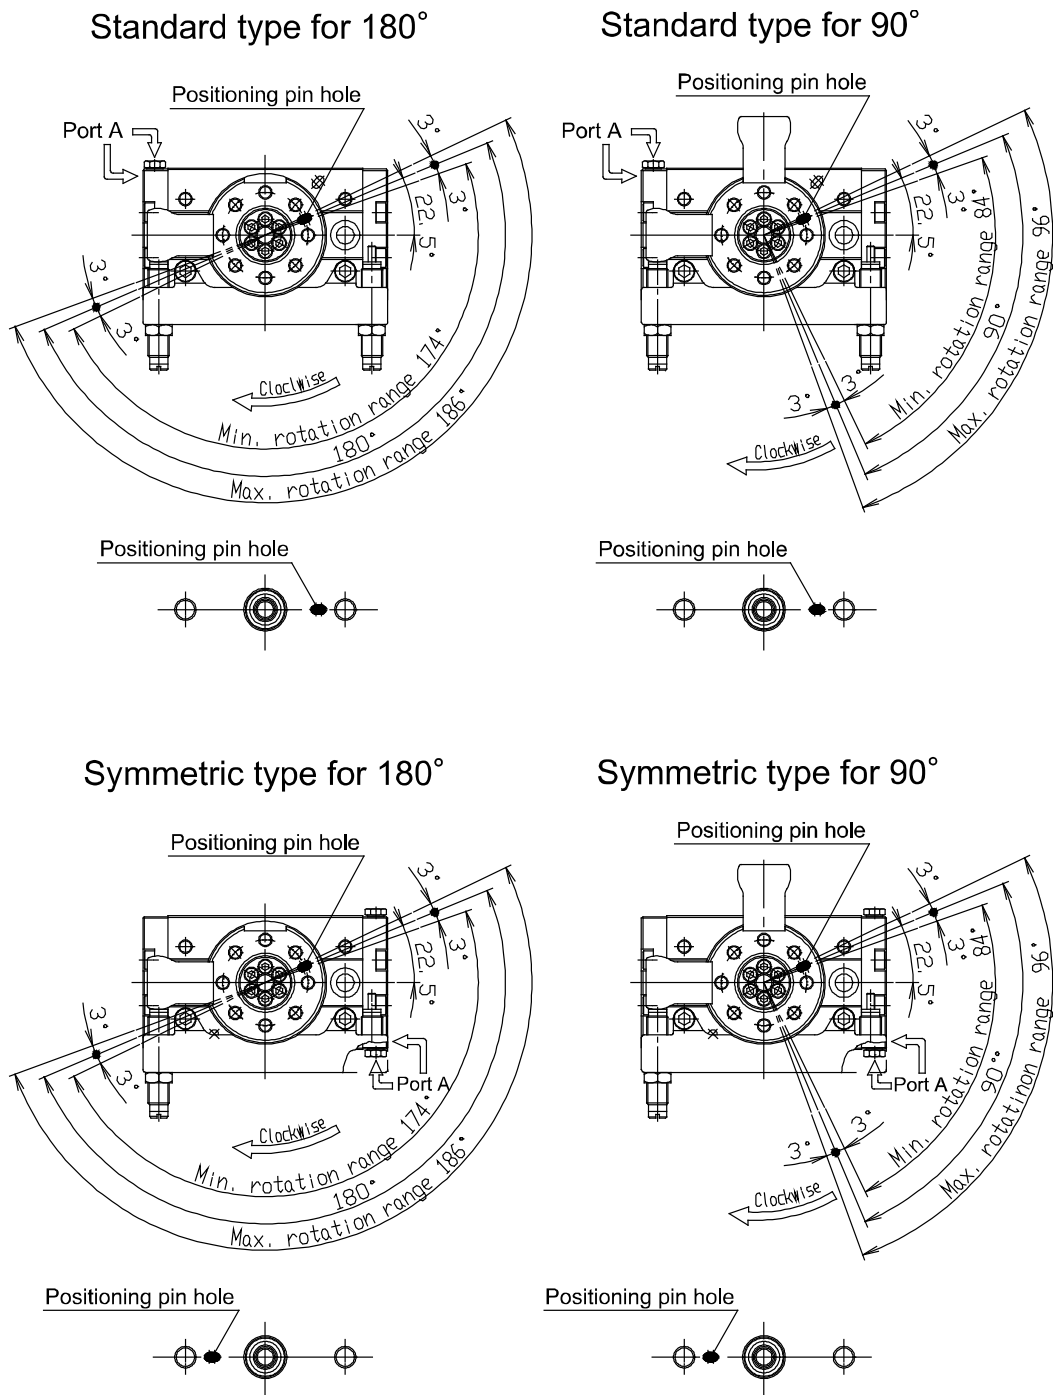 Standard type for 180°
Standard type for 90°
Positioning pin hole
Port A
3°
3°
22.5°
3°
3°
Cloclwise
Min. rotation range 174°
180°
Max. rotation range 186°
Positioning pin hole
Positioning pin hole
Port A
3°
3°
22.5°
3°
3°
Clockwise
Min. rotation range 84°
90°
Max. rotation range 96°
Positioning pin hole
Symmetric type for 180°
Symmetric type for 90°
Positioning pin hole
3°
3°
22.5°
3°
3°
Port A
Clockwise
Min. rotation range 174°
180°
Max. rotation range 186°
Positioning pin hole
Positioning pin hole
3°
3°
22.5°
Port A
3°
3°
Clockwise
Min. rotation range 84°
90°°
Max. rotatinon range 96°
Positioning pin hole